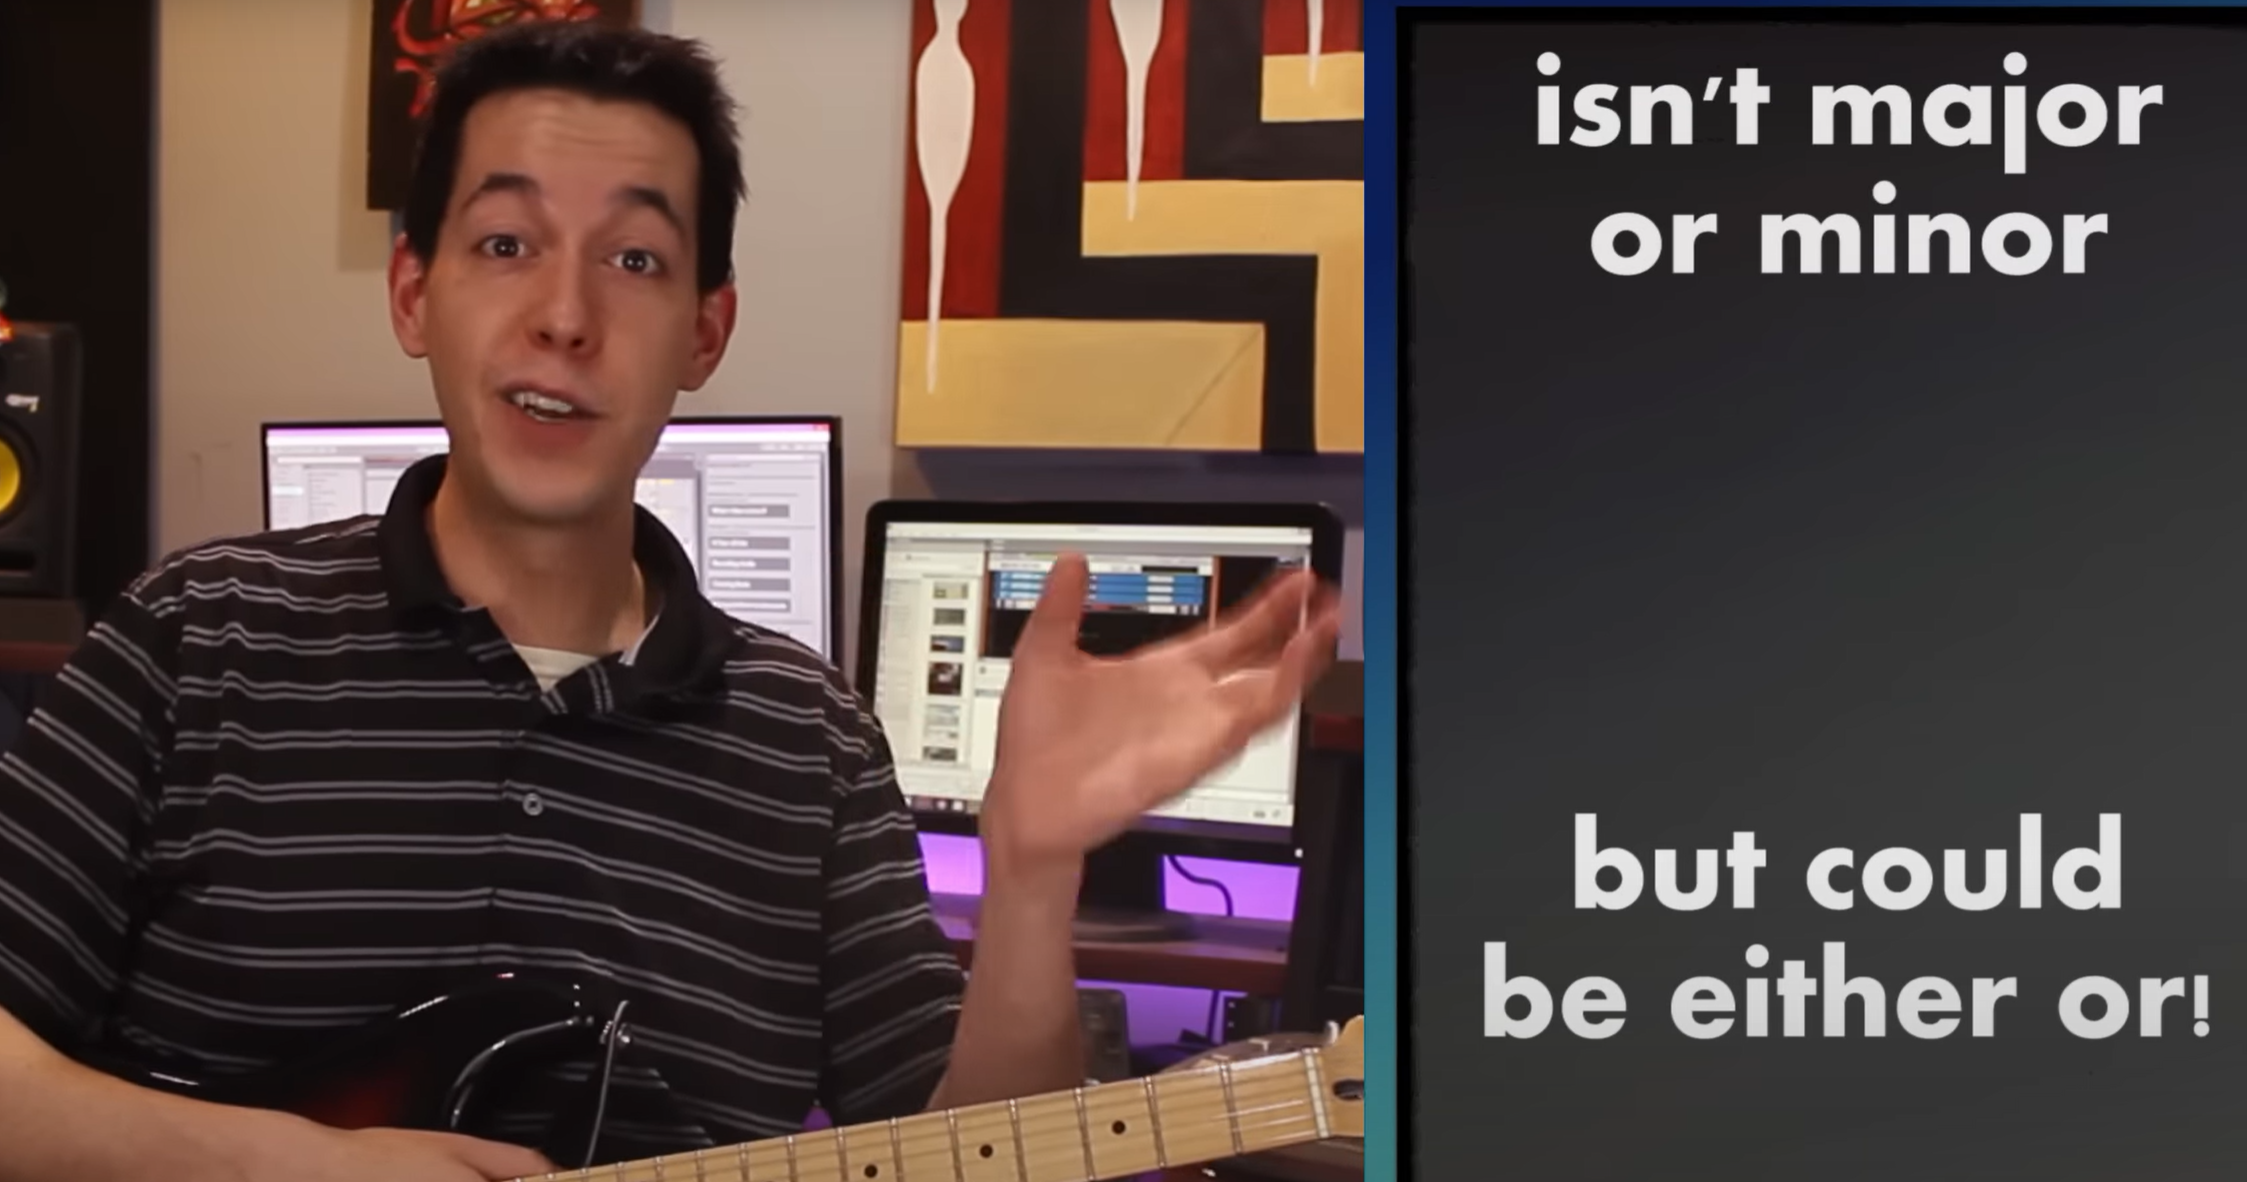 isn't major
or minor
but could
be either or!